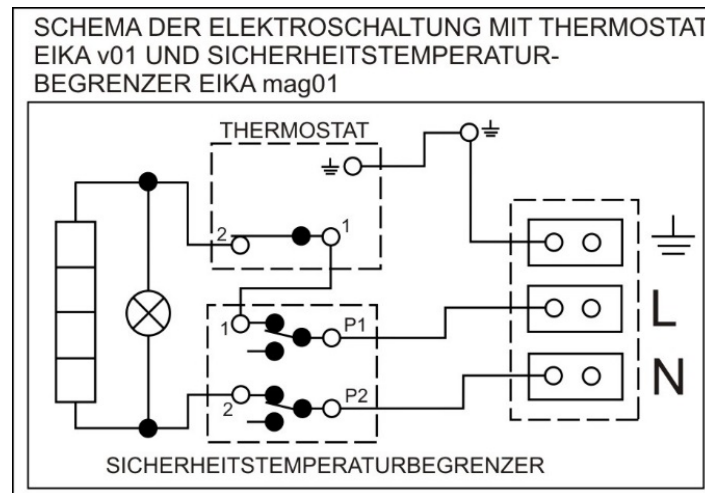 SCHEMA DER ELEKTROSCHALTUNG MIT THERMOSTAT
EIKA v01 UND SICHERHEITSTEMPERATUR-
BEGRENZER EIKA mag01
THERMOSTAT
2
1
1
P1
L
P2
2
N
SICHERHEITSTEMPERATURBEGRENZER